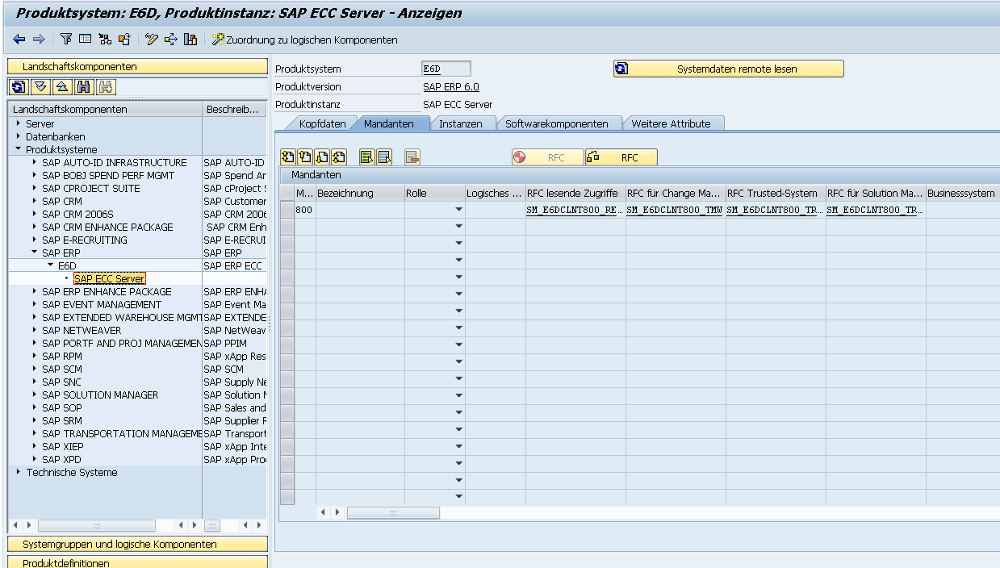 Produktsystem: E6D, Produktinstanz: SAP ECC Server - Anzeigen
Zuordnung zu logischen Komponenten
Landschaftskomponenten
Landschaftskomponenten Beschreib...
Server
Datenbanken
Produktsysteme
SAP AUTO-ID INFRASTRUCTURE SAP AUTO-ID
SAP BOBJ SPEND PERF MGMT SAP Spend Ar
SAP CPROJECT SUITE SAP cProject S
SAP CRM SAP Customer
SAP CRM 2006S SAP CRM 2006
SAP CRM ENHANCE PACKAGE SAP CRM Enh
SAP E-RECRUITING SAP E-RECRUI
SAP ERP SAP ERP
E6D SAP ERP ECC
SAP ECC Server
SAP ERP ENHANCE PACKAGE SAP ERP ENHA
SAP EVENT MANAGEMENT SAP Event Ma
SAP EXTENDED WAREHOUSE MGMT SAP EXTENDE
SAP NETWEAVER SAP NetWeav
SAP PORTF AND PROJ MANAGEMEN SAP PPIM
SAP RPM SAP xApp Res
SAP SCM SAP SCM
SAP SNC SAP Supply Ne
SAP SOLUTION MANAGER SAP Solution M
SAP SOP SAP Sales and
SAP SRM SAP Supplier R
SAP TRANSPORTATION MANAGEME SAP Transport
SAP XIEP SAP xApp Inte
SAP XPD SAP xApp Pro
Technische Systeme
Systemgruppen und logische Komponenten
Produktdefinitionen
Produktsystem E6D
Systemdaten remote lesen
Produktversion SAP ERP 6.0
Produktinstanz SAP ECC Server
Kopfdaten Mandanten Instanzen Softwarekomponenten Weitere Attribute
RFC RFC
Mandanten
M... Bezeichnung Rolle Logisches ... RFC lesende Zugriffe RFC für Change Ma... RFC Trusted-System RFC für Solution Ma... Businesssystem
800 SM_E6DCLNT800_RE... SM_E6DCLNT800_TMW SM_E6DCLNT800_TR... SM_E6DCLNT800_TR...